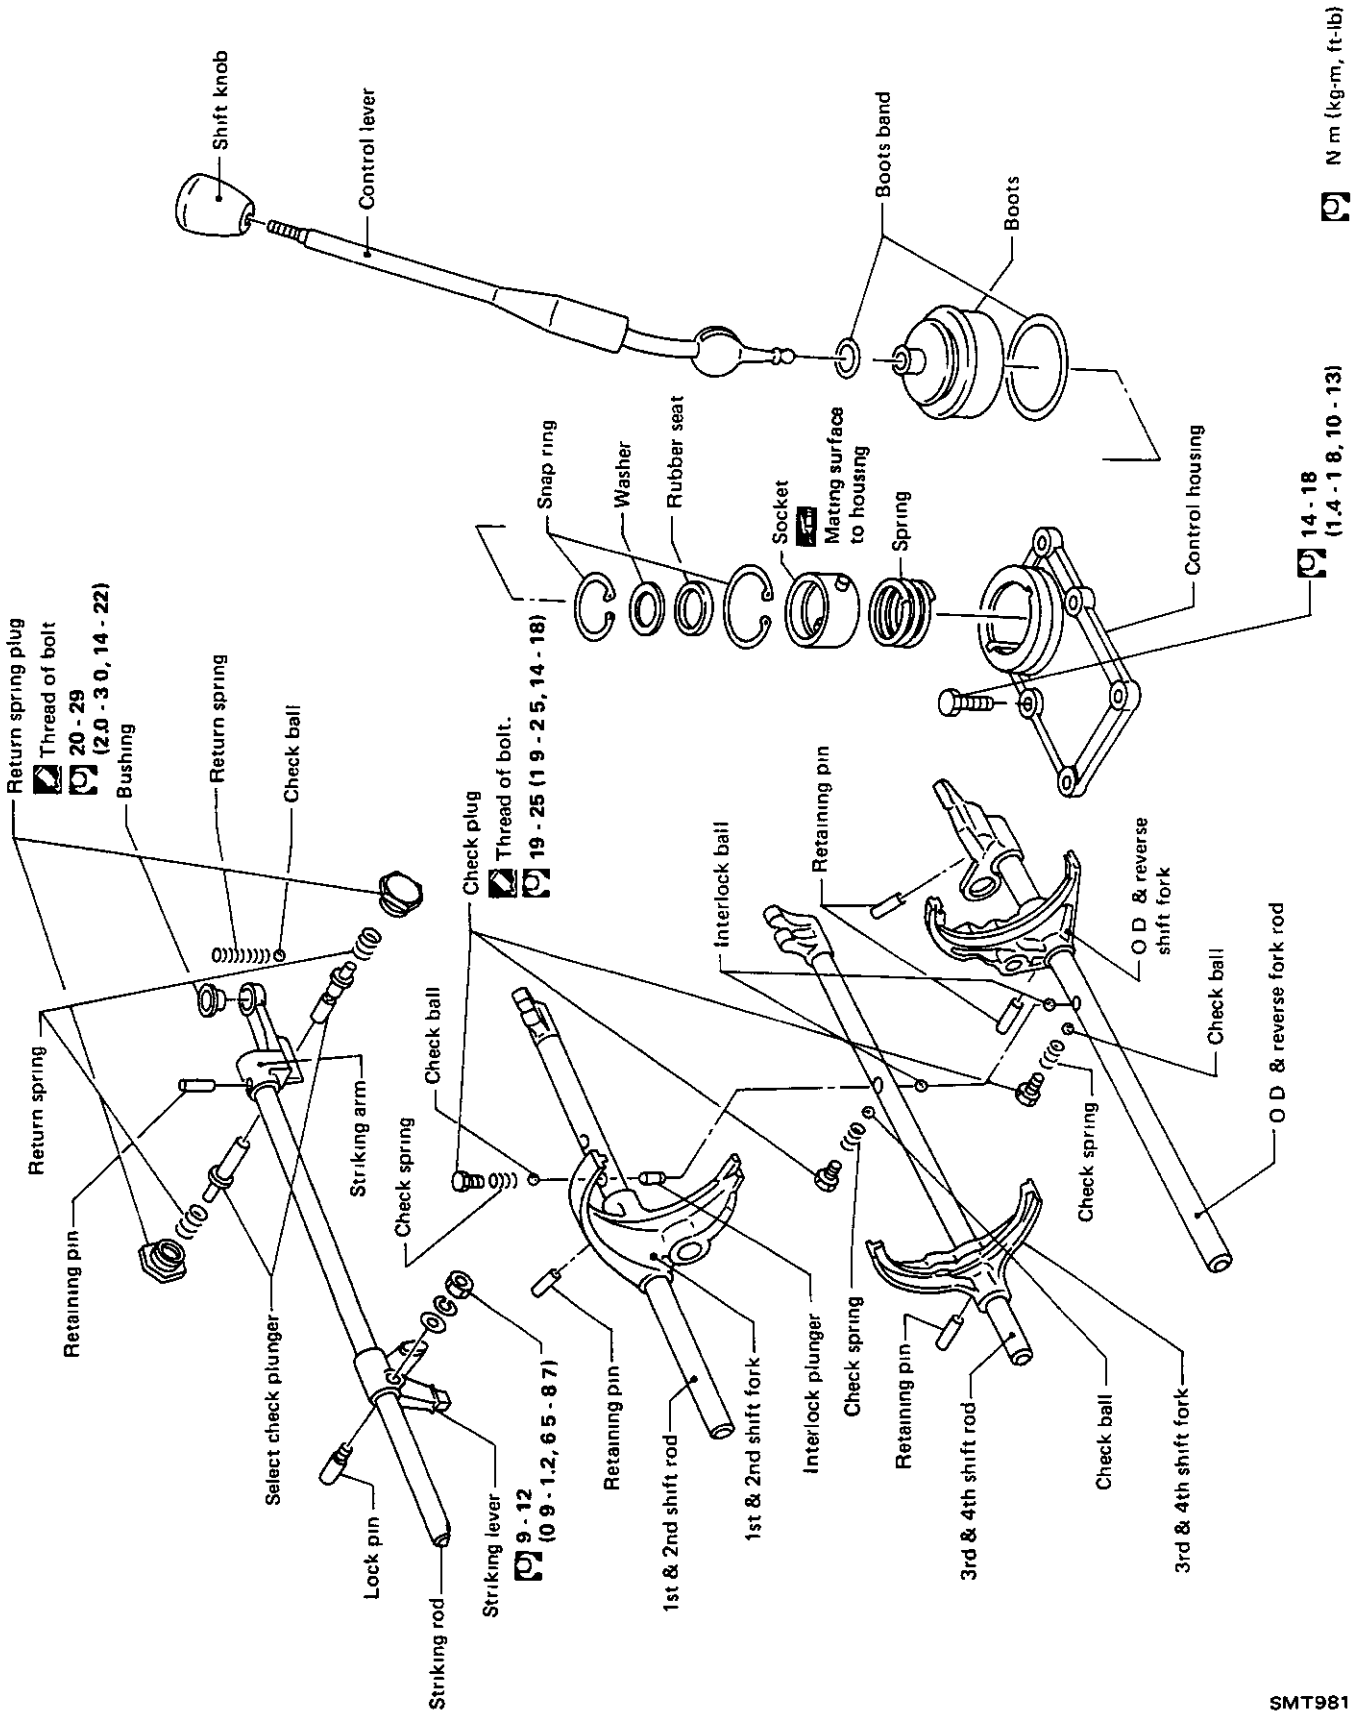 Shift knob
Control lever
Boots band
Boots
N m (kg-m, ft-lb)
Return spring plug
Thread of bolt
20 - 29
(2.0 - 3 0, 14 - 22)
Bushing
Return spring
Check ball
Snap ring
Washer
Rubber seat
Socket
Mating surface
to housing
Spring
Control housing
14 - 18
(1.4 - 1 8, 10 - 13)
Return spring
Retaining pin
Striking arm
Select check plunger
Lock pin
Striking rod
Striking lever
9 - 12
(0 9 - 1.2, 6 5 - 8 7)
Check plug
Thread of bolt.
19 - 25 (1 9 - 2 5, 14 - 18)
Check ball
Check spring
Retaining pin
1st & 2nd shift rod
1st & 2nd shift fork
Interlock plunger
Check spring
Interlock ball
Retaining pin
O D & reverse
shift fork
Check ball
O D & reverse fork rod
Check spring
Retaining pin
3rd & 4th shift rod
Check ball
3rd & 4th shift fork
SMT981